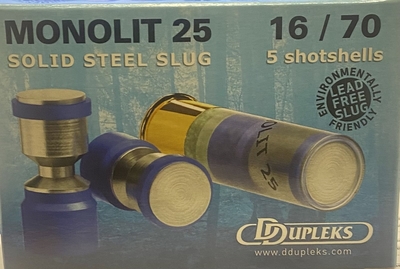 MONOLIT 25
SOLID STEEL SLUG
16 / 70
5 shotshells
ENVIRONMENTALLY
LEAD
FREE
SLUG
FRIENDLY
OLIT 25
DDUPLEKS
www.ddupleks.com